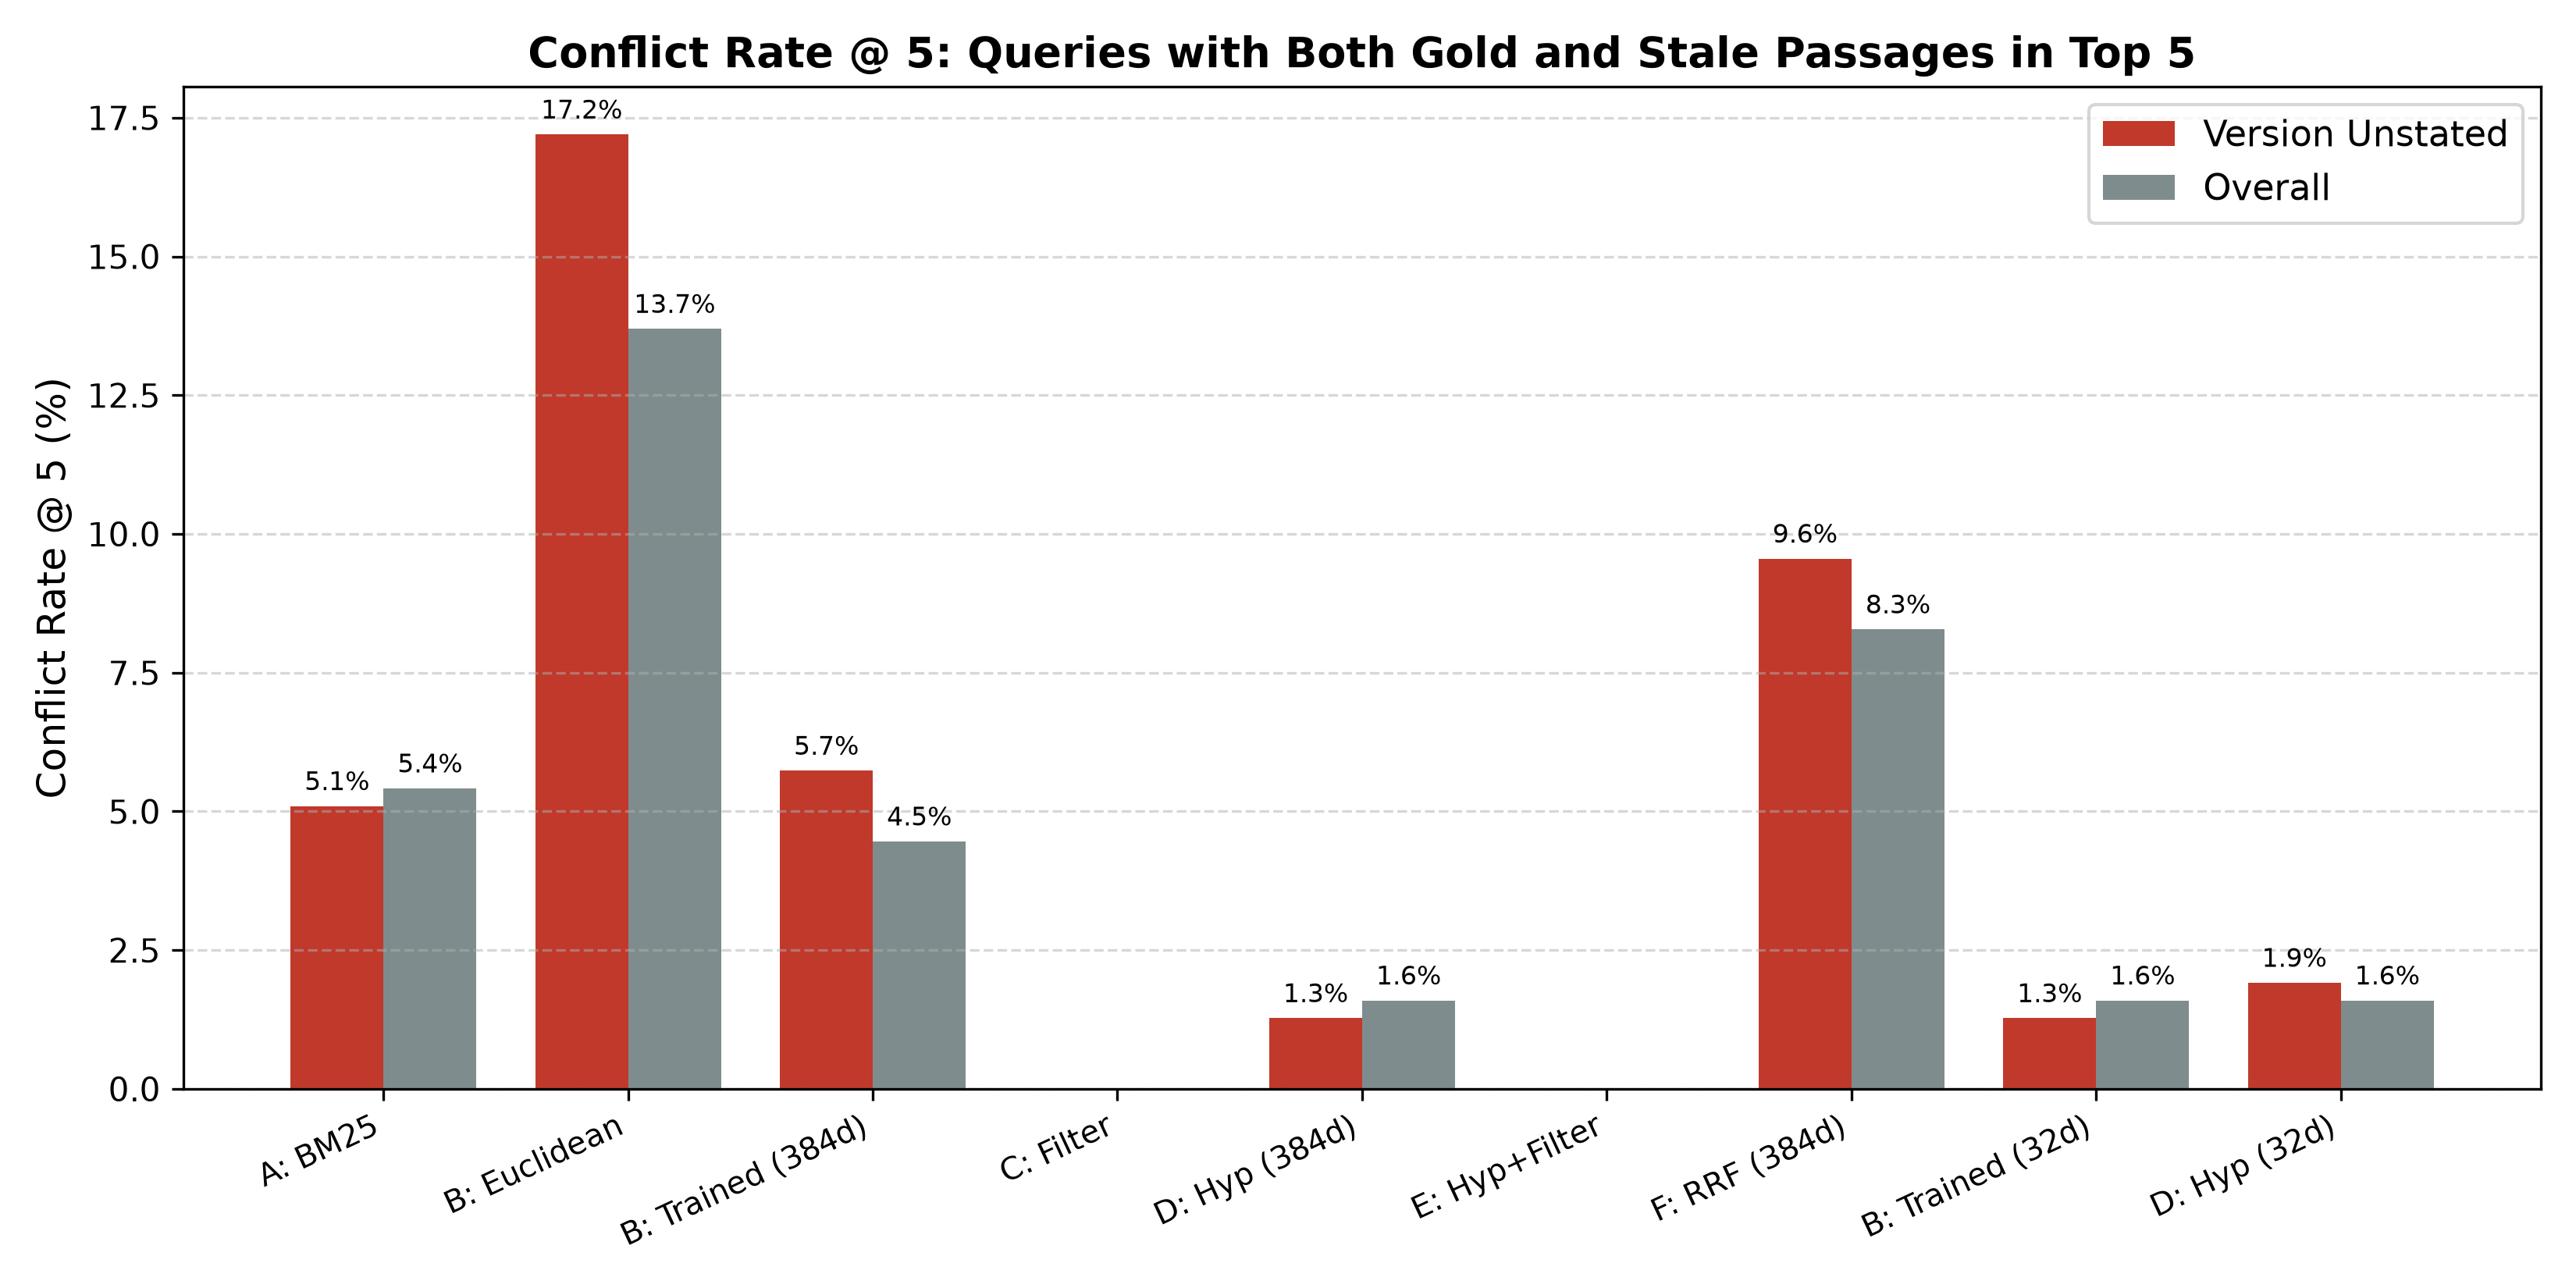 Conflict Rate @ 5: Queries with Both Gold and Stale Passages in Top 5
Version Unstated
Overall
Conflict Rate @ 5 (%)
17.5
15.0
12.5
10.0
7.5
5.0
2.5
0.0
5.1%
5.4%
17.2%
13.7%
5.7%
4.5%
1.3%
1.6%
9.6%
8.3%
1.3%
1.6%
1.9%
1.6%
A: BM25
B: Euclidean
B: Trained (384d)
C: Filter
D: Hyp (384d)
E: Hyp+Filter
F: RRF (384d)
B: Trained (32d)
D: Hyp (32d)